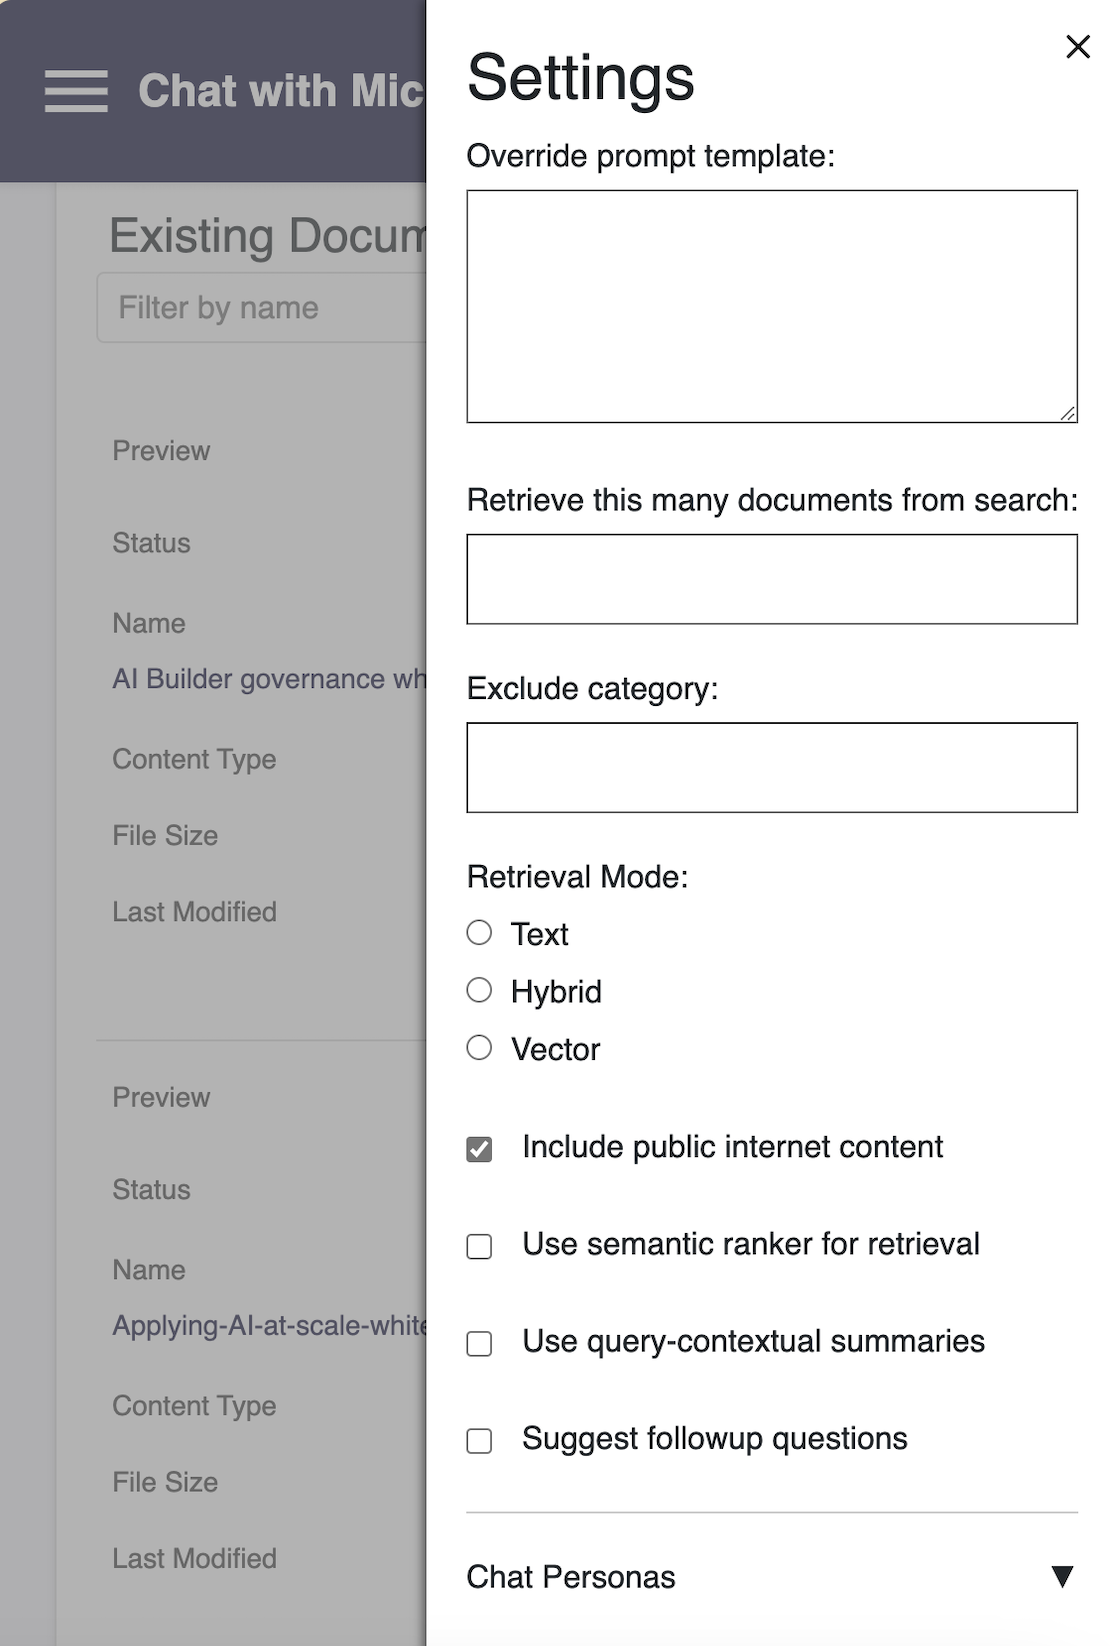 Chat with Mic
Existing Docum
Filter by name
Preview
Status
Name
AI Builder governance wh
Content Type
File Size
Last Modified
Preview
Status
Name
Applying-AI-at-scale-white
Content Type
File Size
Last Modified
Settings
Override prompt template:
Retrieve this many documents from search:
Exclude category:
Retrieval Mode:
Text
Hybrid
Vector
Include public internet content
Use semantic ranker for retrieval
Use query-contextual summaries
Suggest followup questions
Chat Personas